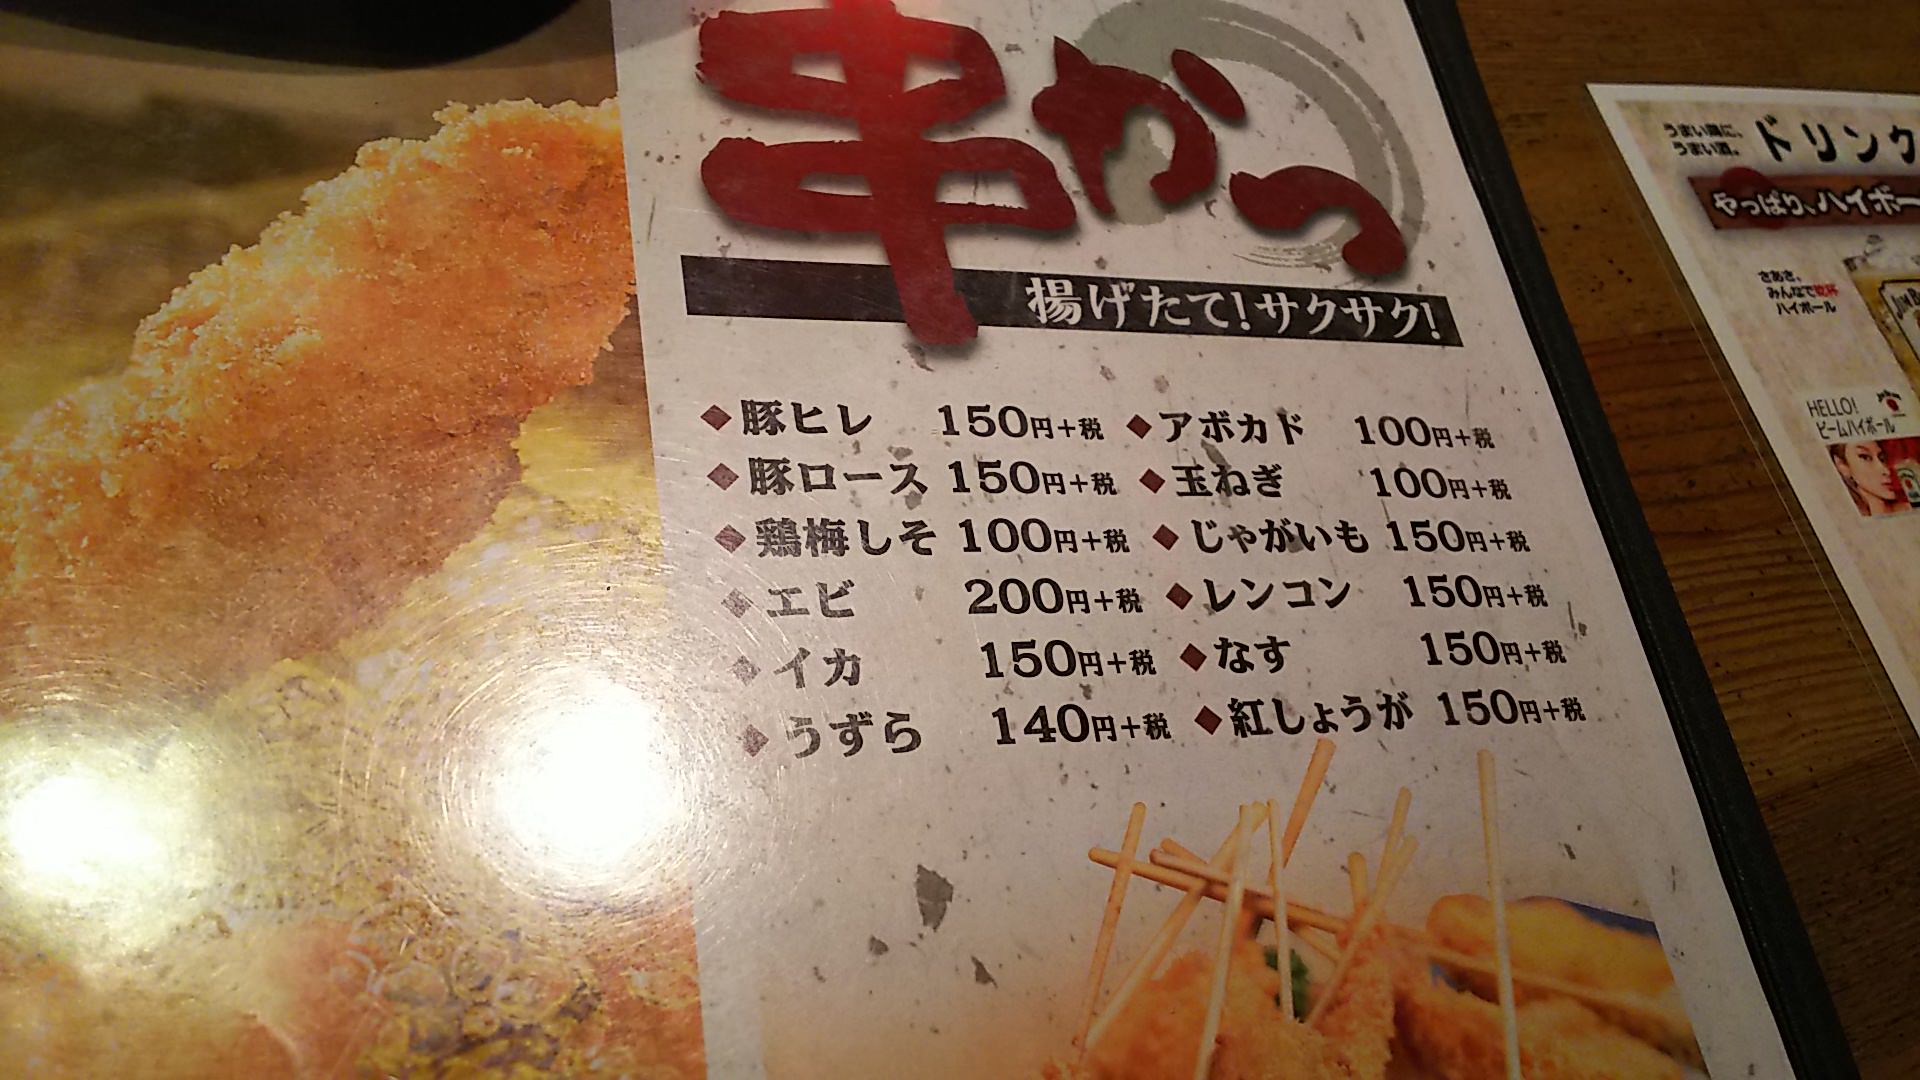 串かつ
揚げたて!サクサク!
◆豚ヒレ 150円+税
◆豚ロース 150円+税
◆鶏梅しそ 100円+税
◆エビ 200円+税
◆イカ 150円+税
◆うずら 140円+税
◆アボカド 100円+税
◆玉ねぎ 100円+税
◆じゃがいも 150円+税
◆レンコン 150円+税
◆なす 150円+税
◆紅しょうが 150円+税
うまい酒。
ドリンク
やっぱり、ハイボー
さあさ、
みんなで乾杯
ハイボール
HELLO!
ビームハイボール